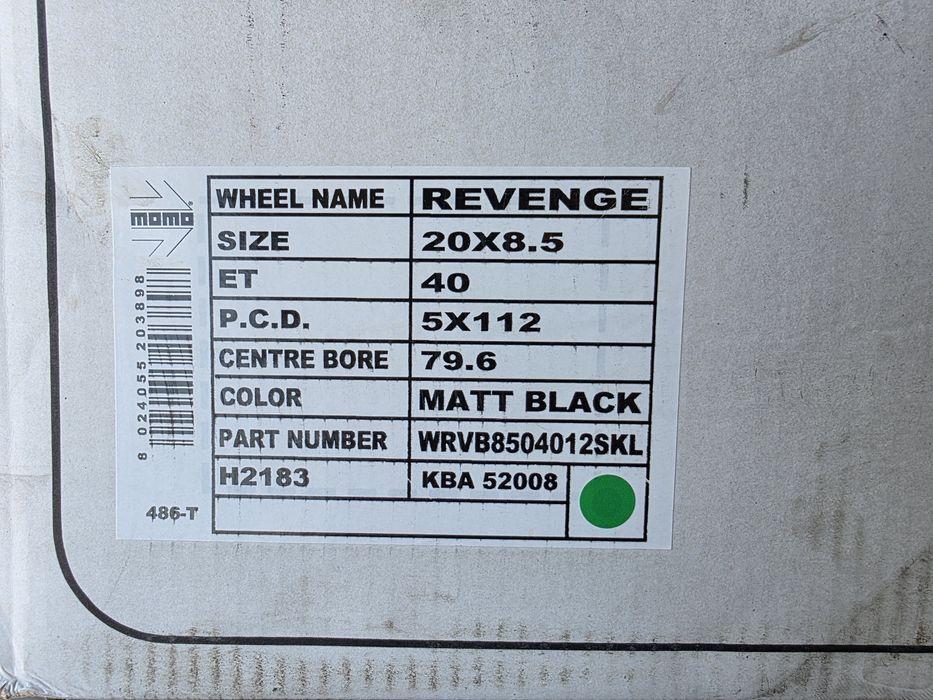 momo
WHEEL NAME REVENGE
SIZE 20X8.5
ET 40
P.C.D. 5X112
CENTRE BORE 79.6
COLOR MATT BLACK
PART NUMBER WRVB8504012SKL
H2183 KBA 52008
8 024055 203898
486-T